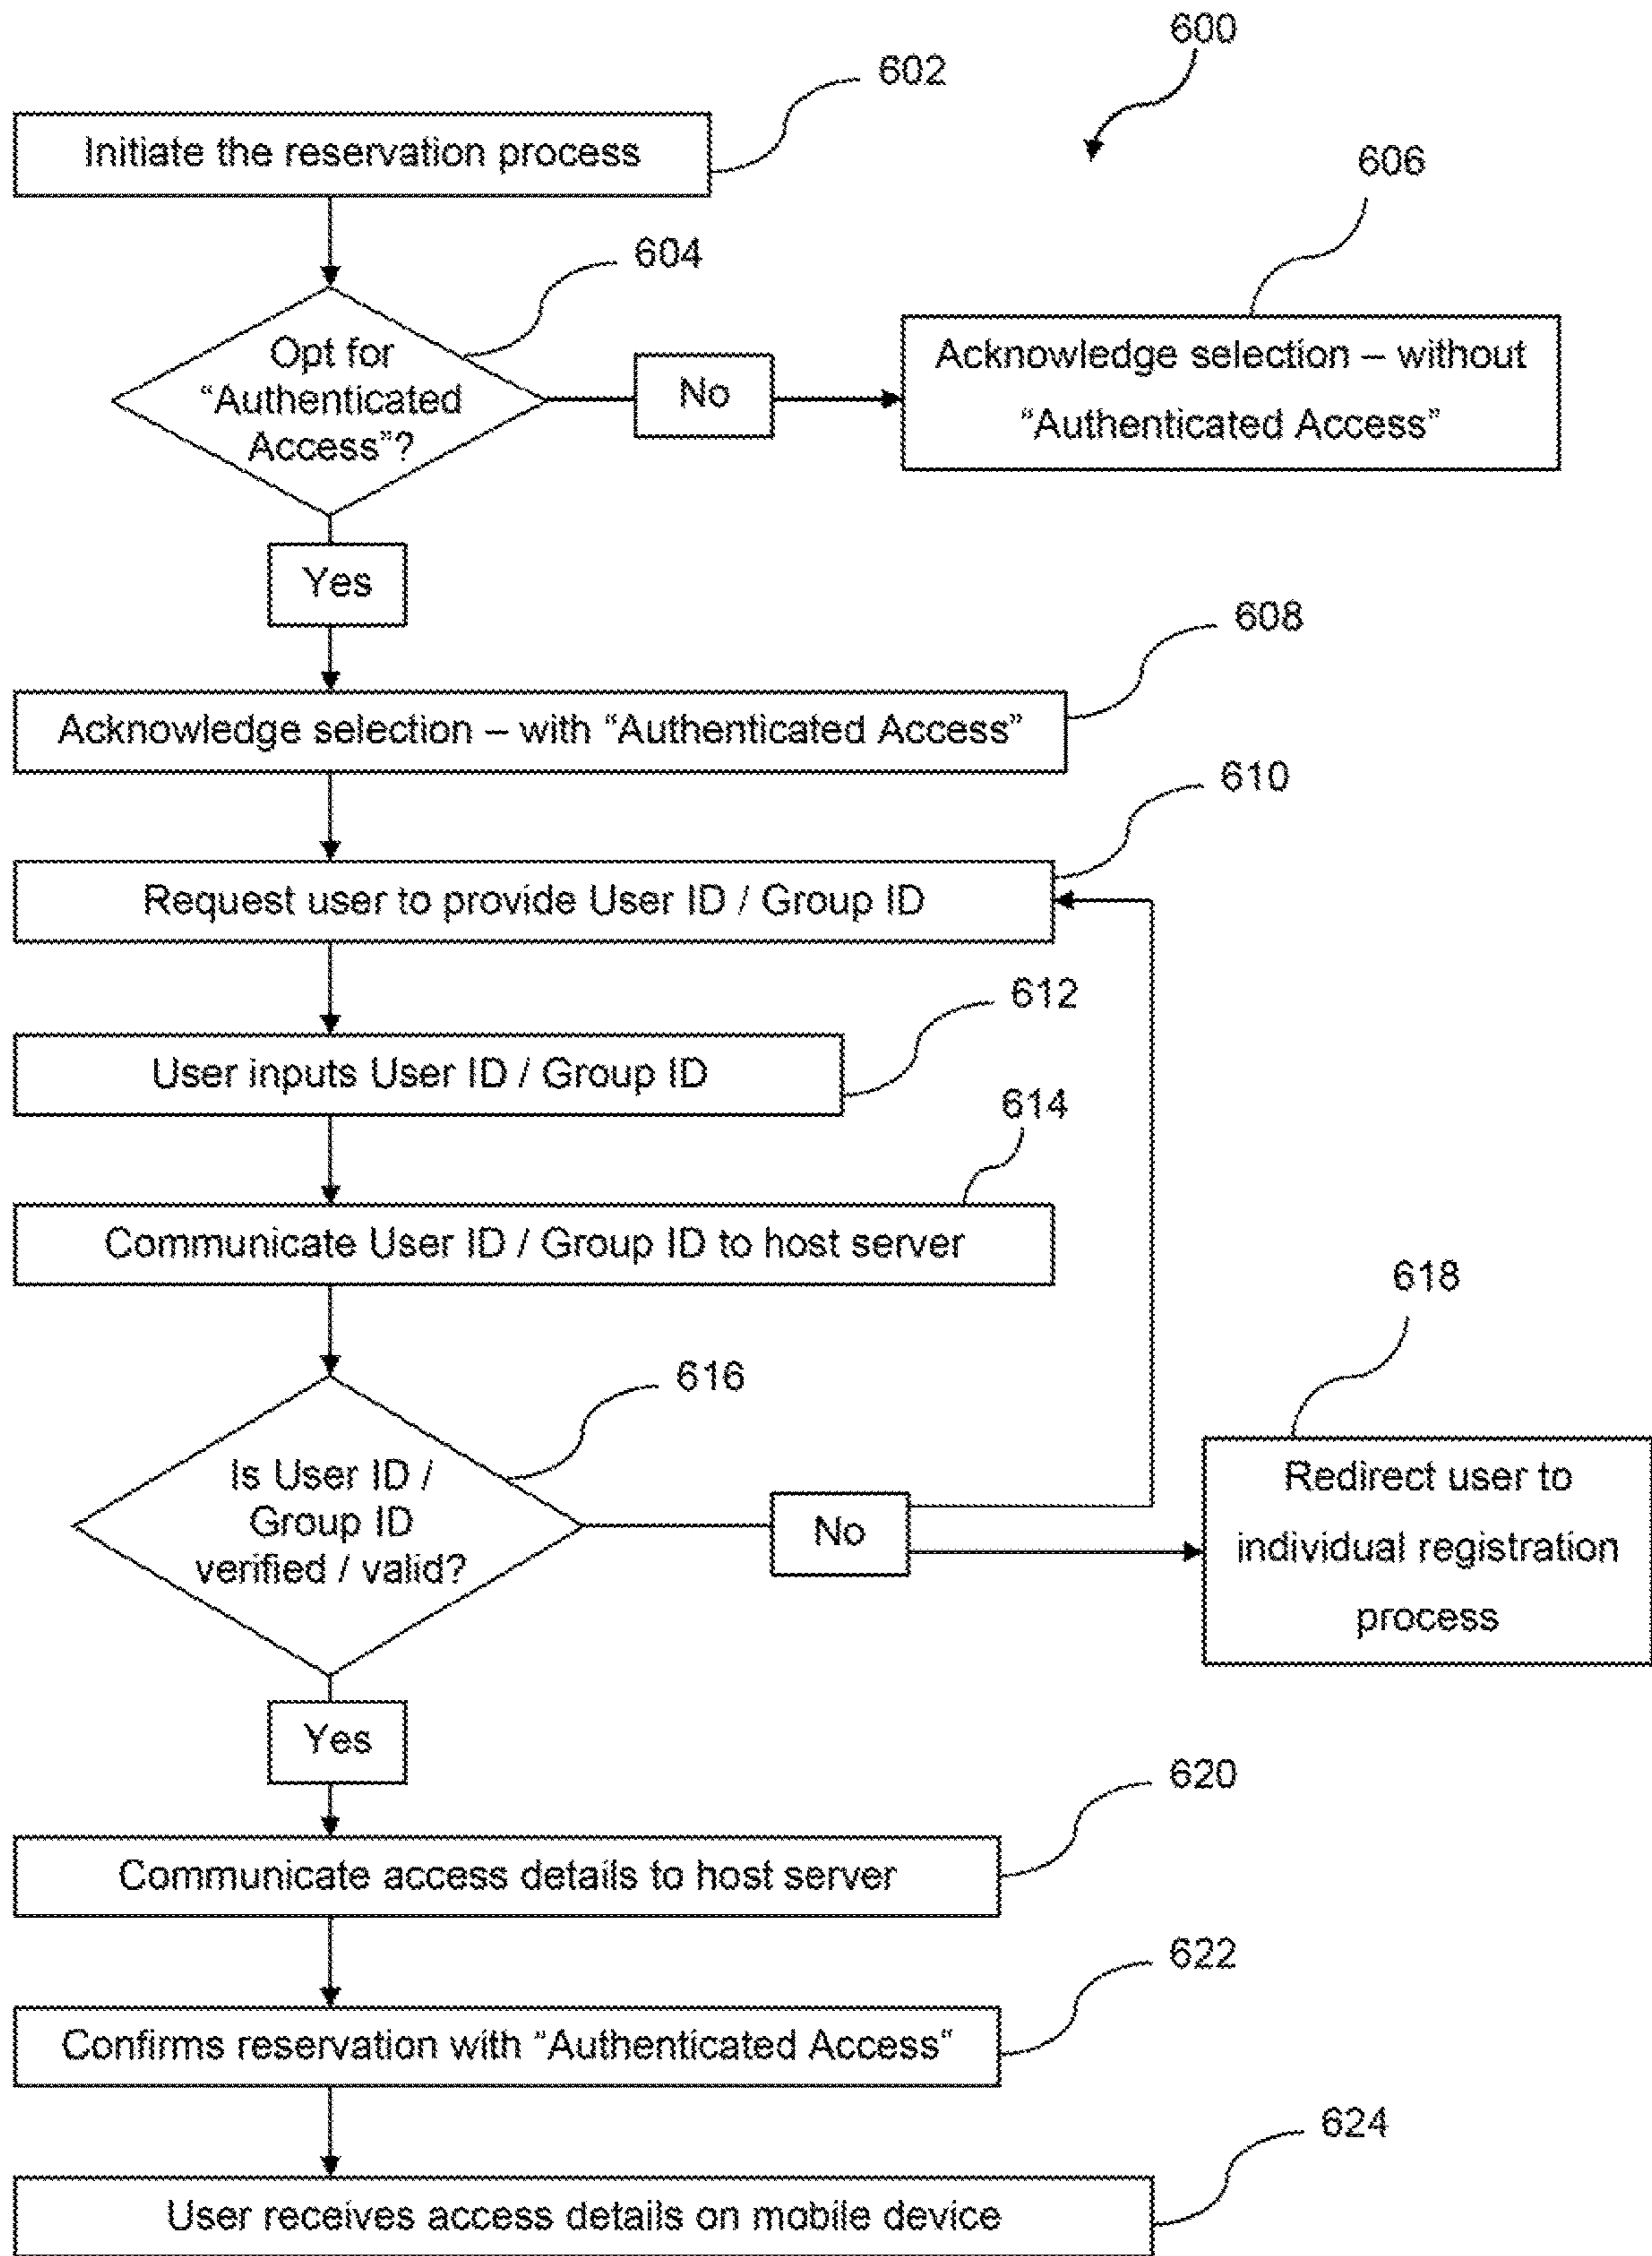 600
602
Initiate the reservation process
606
604
Opt for
“Authenticated
Access”?
No
Acknowledge selection – without
“Authenticated Access”
Yes
608
Acknowledge selection – with “Authenticated Access”
610
Request user to provide User ID / Group ID
612
User inputs User ID / Group ID
614
Communicate User ID / Group ID to host server
618
616
Is User ID /
Group ID
verified / valid?
No
Redirect user to
individual registration
process
Yes
620
Communicate access details to host server
622
Confirms reservation with “Authenticated Access“
624
User receives access details on mobile device